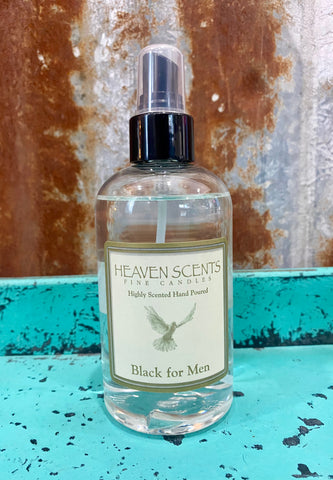 HEAVEN SCENTS
FINE CANDLES
Highly Scented Hand Poured
Black for Men